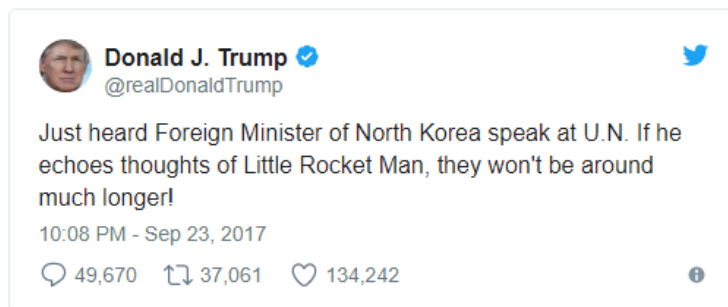 Donald J. Trump
@realDonaldTrump
Just heard Foreign Minister of North Korea speak at U.N. If he
echoes thoughts of Little Rocket Man, they won't be around
much longer!
10:08 PM - Sep 23, 2017
49,670 37,061 134,242